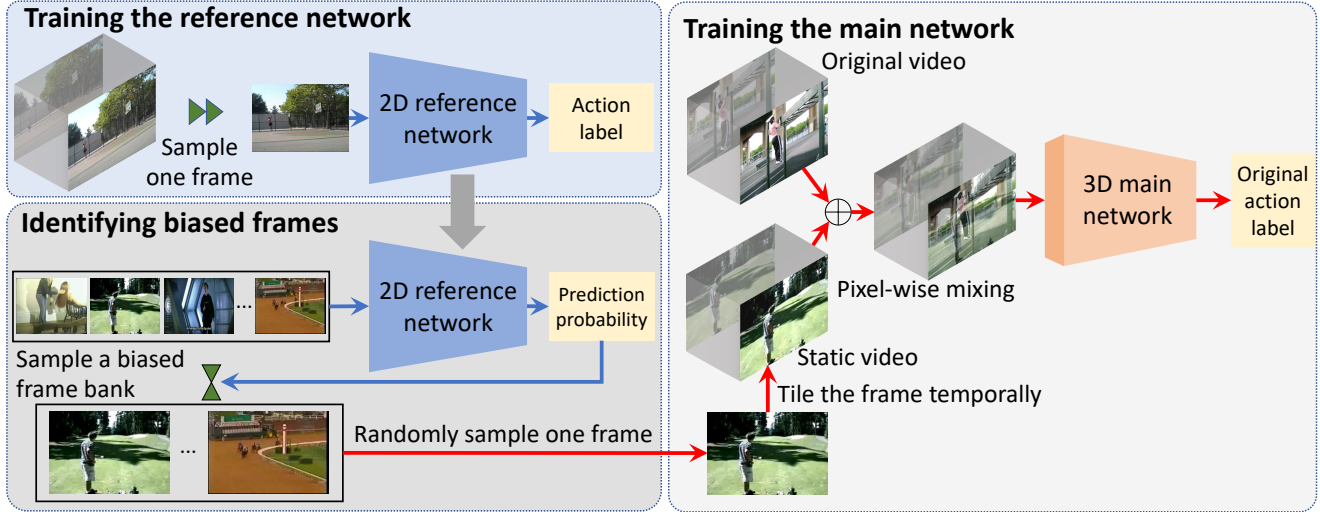 Training the reference network
Sample
one frame
2D reference
network
Action
label
Identifying biased frames
2D reference
network
Prediction
probability
...
Sample a biased
frame bank
...
Randomly sample one frame
Training the main network
Original video
Pixel-wise mixing
3D main
network
Original
action
label
Static video
Tile the frame temporally